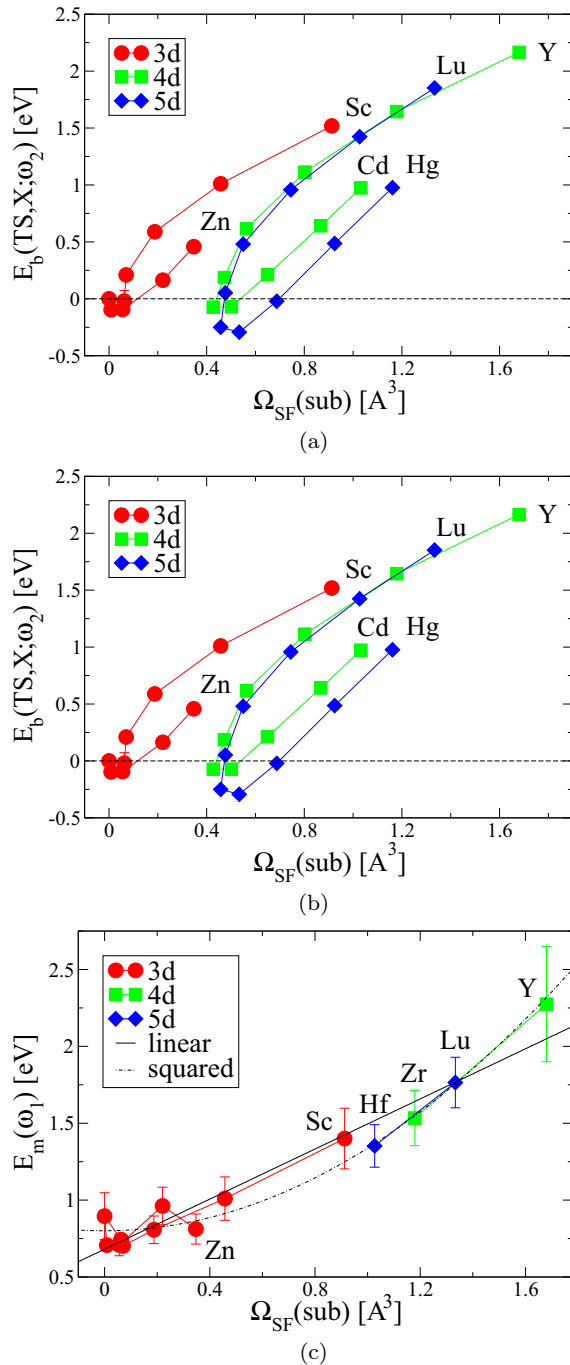 2.5
2
1.5
1
0.5
0
-0.5
E_b(TS,X;ω_2) [eV]
3d
4d
5d
Y
Lu
Sc
Cd
Hg
Zn
0 0.4 0.8 1.2 1.6
Ω_SF(sub) [A^3]
(a)
2.5
2
1.5
1
0.5
0
-0.5
E_b(TS,X;ω_2) [eV]
3d
4d
5d
Y
Lu
Sc
Cd
Hg
Zn
0 0.4 0.8 1.2 1.6
Ω_SF(sub) [A^3]
(b)
2.5
2
1.5
1
0.5
E_m(ω_1) [eV]
3d
4d
5d
linear
squared
Y
Lu
Zr
Hf
Sc
Zn
0 0.4 0.8 1.2 1.6
Ω_SF(sub) [A^3]
(c)